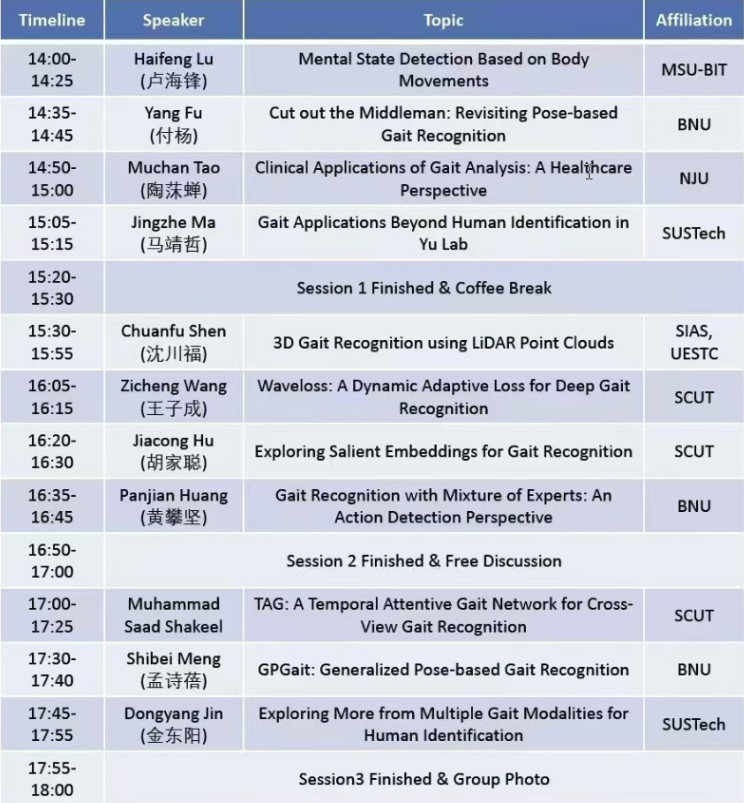 Timeline Speaker Topic Affiliation
14:00-14:25 Haifeng Lu (卢海锋) Mental State Detection Based on Body Movements MSU-BIT
14:35-14:45 Yang Fu (付杨) Cut out the Middleman: Revisiting Pose-based Gait Recognition BNU
14:50-15:00 Muchan Tao (陶莯蝉) Clinical Applications of Gait Analysis: A Healthcare Perspective NJU
15:05-15:15 Jingzhe Ma (马靖哲) Gait Applications Beyond Human Identification in Yu Lab SUSTech
15:20-15:30 Session 1 Finished & Coffee Break
15:30-15:55 Chuanfu Shen (沈川福) 3D Gait Recognition using LiDAR Point Clouds SIAS, UESTC
16:05-16:15 Zicheng Wang (王子成) Waveloss: A Dynamic Adaptive Loss for Deep Gait Recognition SCUT
16:20-16:30 Jiacong Hu (胡家聪) Exploring Salient Embeddings for Gait Recognition SCUT
16:35-16:45 Panjian Huang (黄攀坚) Gait Recognition with Mixture of Experts: An Action Detection Perspective BNU
16:50-17:00 Session 2 Finished & Free Discussion
17:00-17:25 Muhammad Saad Shakeel TAG: A Temporal Attentive Gait Network for Cross-View Gait Recognition SCUT
17:30-17:40 Shibei Meng (孟诗蓓) GPGait: Generalized Pose-based Gait Recognition BNU
17:45-17:55 Dongyang Jin (金东阳) Exploring More from Multiple Gait Modalities for Human Identification SUSTech
17:55-18:00 Session3 Finished & Group Photo